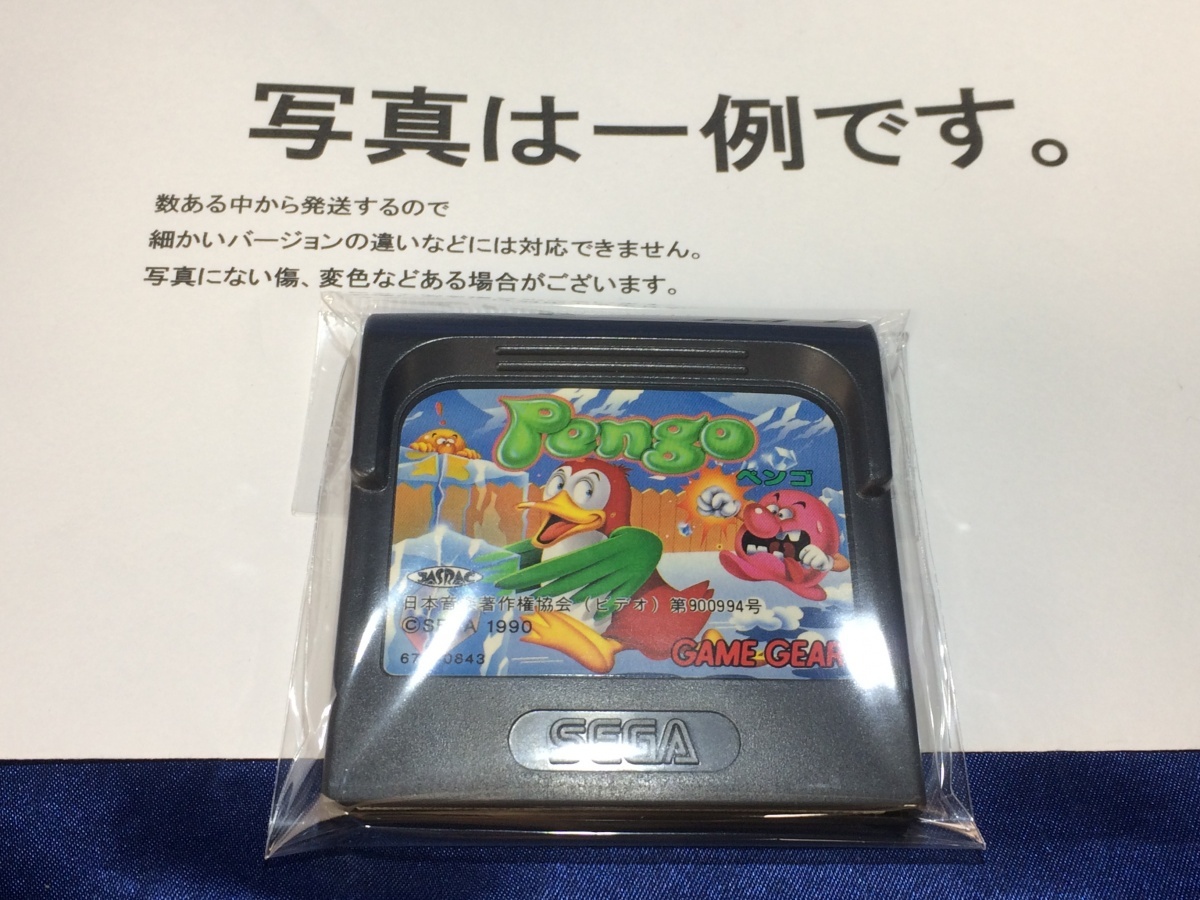 写真は一例です。
数ある中から発送するので
細かいバージョンの違いなどには対応できません。
写真にない傷、変色などある場合がございます。
!
Pengo
ペンゴ
JASRAC
日本音 著作権協会(ビデオ)第900994号
©SEGA 1990
0843
GAME GEAR
SEGA